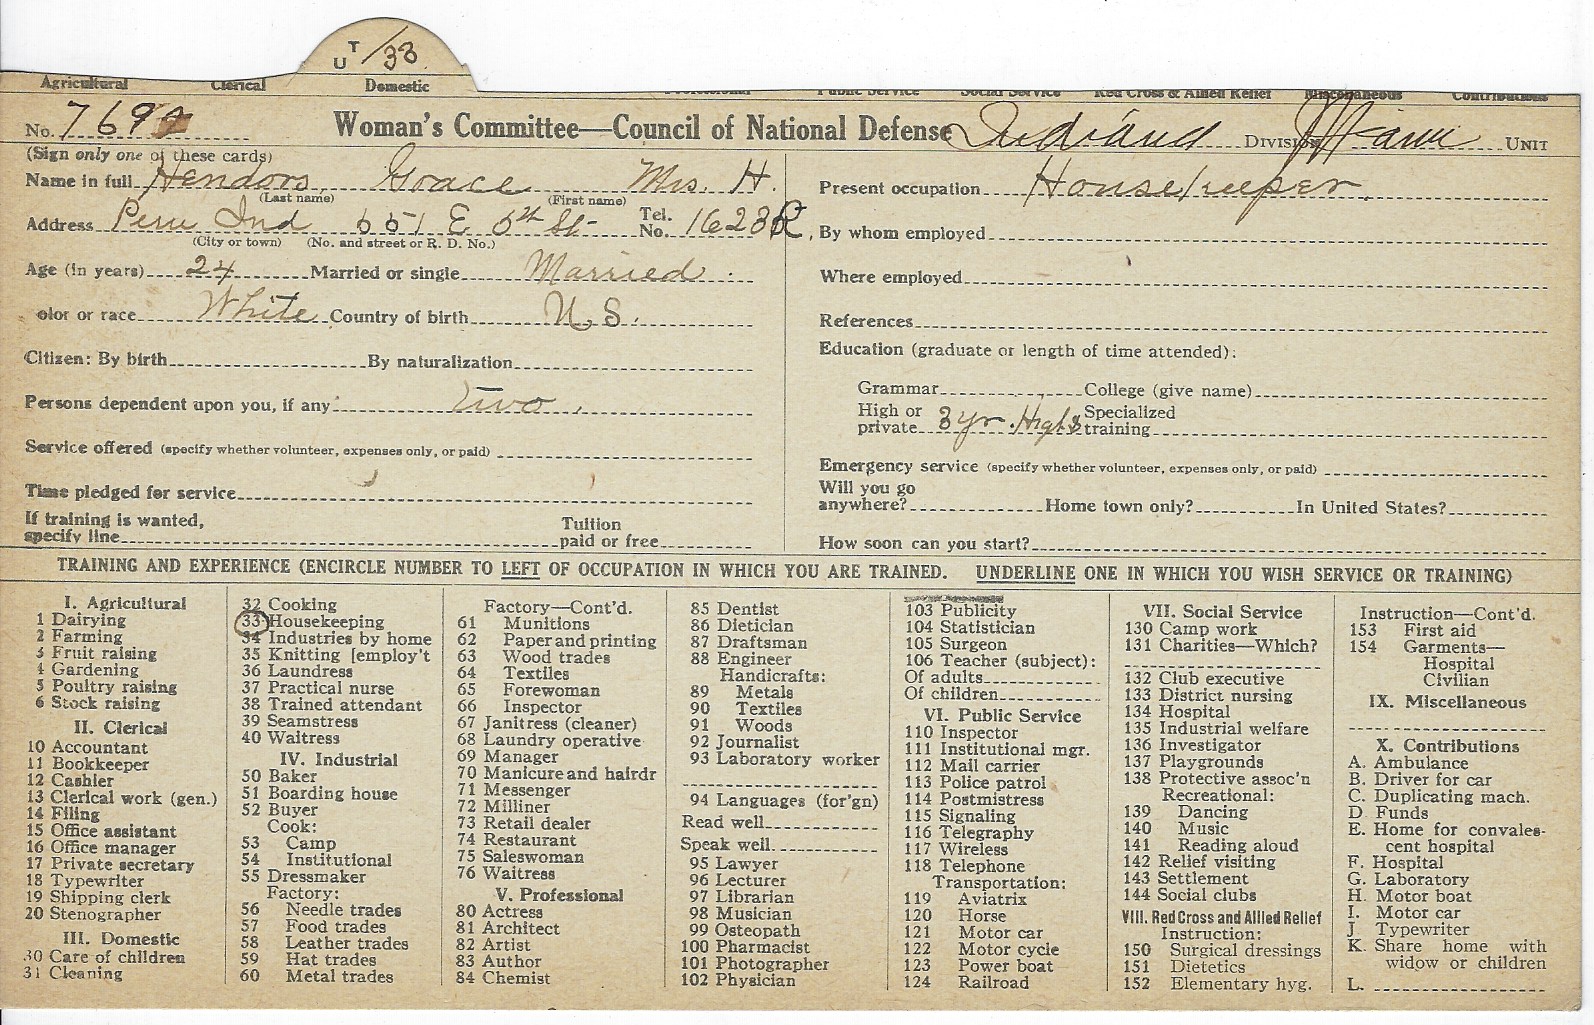 UT/33
Agricultural Clerical Domestic Professional Public Service Social Service Red Cross & Allied Relief Miscellaneous Contributions
No. 769
Woman's Committee—Council of National Defense Indiana Division Miami Unit
(Sign only one of these cards)
Name in full Hendors, Grace Mrs. H.
(Last name) (First name)
Address Peru Ind 651 E 5th St- Tel. No. 1623R
(City or town) (No. and street or R. D. No.)
Age (in years) 24 Married or single Married.
olor or race White Country of birth U.S.
Citizen: By birth By naturalization
Persons dependent upon you, if any Two.
Service offered (specify whether volunteer, expenses only, or paid)
Time pledged for service
If training is wanted, specify line Tuition paid or free
Present occupation Housekeeper
By whom employed
Where employed
References
Education (graduate or length of time attended):
Grammar College (give name)
High or private 3 yr. High Specialized training
Emergency service (specify whether volunteer, expenses only, or paid)
Will you go anywhere? Home town only? In United States?
How soon can you start?
TRAINING AND EXPERIENCE (ENCIRCLE NUMBER TO LEFT OF OCCUPATION IN WHICH YOU ARE TRAINED. UNDERLINE ONE IN WHICH YOU WISH SERVICE OR TRAINING)
I. Agricultural
1 Dairying
2 Farming
3 Fruit raising
4 Gardening
5 Poultry raising
6 Stock raising
II. Clerical
10 Accountant
11 Bookkeeper
12 Cashier
13 Clerical work (gen.)
14 Filing
15 Office assistant
16 Office manager
17 Private secretary
18 Typewriter
19 Shipping clerk
20 Stenographer
III. Domestic
30 Care of children
31 Cleaning
32 Cooking
33 Housekeeping
34 Industries by home
35 Knitting [employ't
36 Laundress
37 Practical nurse
38 Trained attendant
39 Seamstress
40 Waitress
IV. Industrial
50 Baker
51 Boarding house
52 Buyer
Cook:
53 Camp
54 Institutional
55 Dressmaker
Factory:
56 Needle trades
57 Food trades
58 Leather trades
59 Hat trades
60 Metal trades
Factory—Cont'd.
61 Munitions
62 Paper and printing
63 Wood trades
64 Textiles
65 Forewoman
66 Inspector
67 Janitress (cleaner)
68 Laundry operative
69 Manager
70 Manicure and hairdr
71 Messenger
72 Milliner
73 Retail dealer
74 Restaurant
75 Saleswoman
76 Waitress
V. Professional
80 Actress
81 Architect
82 Artist
83 Author
84 Chemist
85 Dentist
86 Dietician
87 Draftsman
88 Engineer
Handicrafts:
89 Metals
90 Textiles
91 Woods
92 Journalist
93 Laboratory worker
94 Languages (for'gn)
Read well
Speak well
95 Lawyer
96 Lecturer
97 Librarian
98 Musician
99 Osteopath
100 Pharmacist
101 Photographer
102 Physician
103 Publicity
104 Statistician
105 Surgeon
106 Teacher (subject):
Of adults
Of children
VI. Public Service
110 Inspector
111 Institutional mgr.
112 Mail carrier
113 Police patrol
114 Postmistress
115 Signaling
116 Telegraphy
117 Wireless
118 Telephone
Transportation:
119 Aviatrix
120 Horse
121 Motor car
122 Motor cycle
123 Power boat
124 Railroad
VII. Social Service
130 Camp work
131 Charities—Which?
132 Club executive
133 District nursing
134 Hospital
135 Industrial welfare
136 Investigator
137 Playgrounds
138 Protective assoc'n
Recreational:
139 Dancing
140 Music
141 Reading aloud
142 Relief visiting
143 Settlement
144 Social clubs
VIII. Red Cross and Allied Relief
Instruction:
150 Surgical dressings
151 Dietetics
152 Elementary hyg.
Instruction—Cont'd.
153 First aid
154 Garments—
Hospital
Civilian
IX. Miscellaneous
X. Contributions
A. Ambulance
B. Driver for car
C. Duplicating mach.
D Funds
E. Home for convales-
cent hospital
F. Hospital
G. Laboratory
H. Motor boat
I. Motor car
J. Typewriter
K. Share home with
widow or children
L.